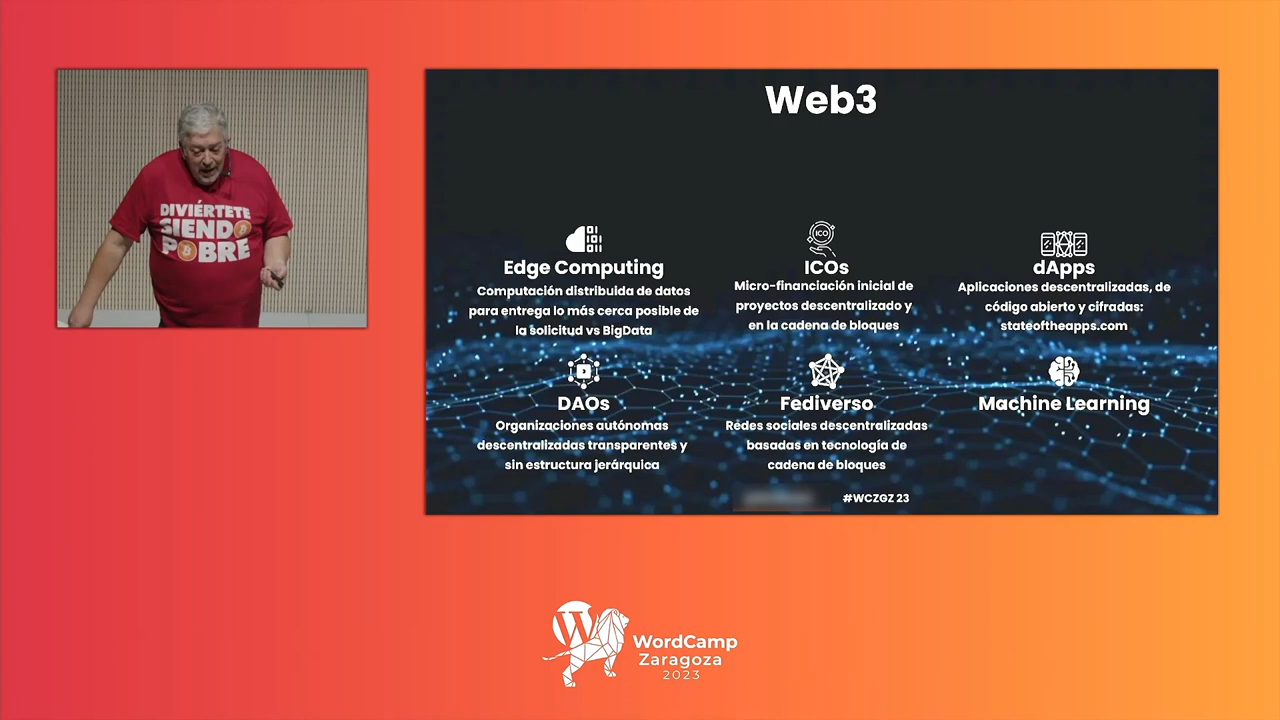 DIVIÉRTETE
SIENDO
POBRE
Web3
Edge Computing
Computación distribuida de datos
para entrega lo más cerca posible de
la solicitud vs BigData
ICO
ICOs
Micro-financiación inicial de
proyectos descentralizado y
en la cadena de bloques
dApps
Aplicaciones descentralizadas, de
código abierto y cifradas:
stateoftheapps.com
DAOs
Organizaciones autónomas
descentralizadas transparentes y
sin estructura jerárquica
Fediverso
Redes sociales descentralizadas
basadas en tecnología de
cadena de bloques
Machine Learning
#WCZGZ 23
WordCamp
Zaragoza
2023